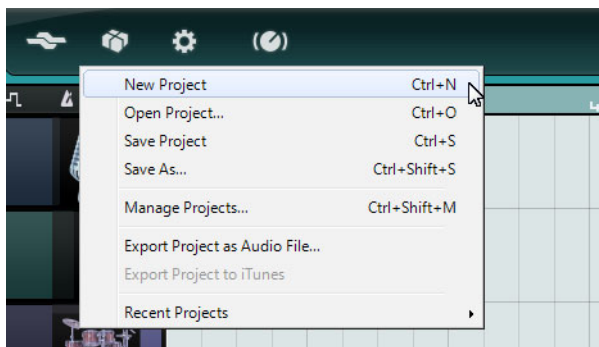 New Project Ctrl+N
Open Project... Ctrl+O
Save Project Ctrl+S
Save As... Ctrl+Shift+S
Manage Projects... Ctrl+Shift+M
Export Project as Audio File...
Export Project to iTunes
Recent Projects